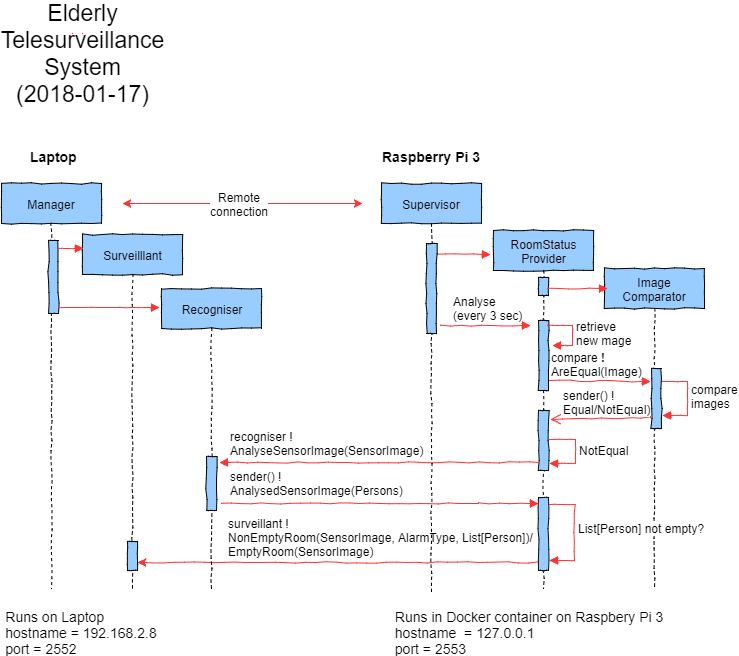 Elderly
Telesurveillance
System
(2018-01-17)
Laptop
Raspberry Pi 3
Manager
Remote
connection
Supervisor
Surveilllant
RoomStatus
Provider
Recogniser
Image
Comparator
Analyse
(every 3 sec)
retrieve
new mage
compare !
AreEqual(Image)
compare
images
sender() !
Equal/NotEqual)
recogniser !
AnalyseSensorImage(SensorImage)
NotEqual
sender() !
AnalysedSensorImage(Persons)
surveillant !
NonEmptyRoom(SensorImage, AlarmType, List[Person])/
EmptyRoom(SensorImage)
List[Person] not empty?
Runs on Laptop
hostname = 192.168.2.8
port = 2552
Runs in Docker container on Raspbery Pi 3
hostname = 127.0.0.1
port = 2553